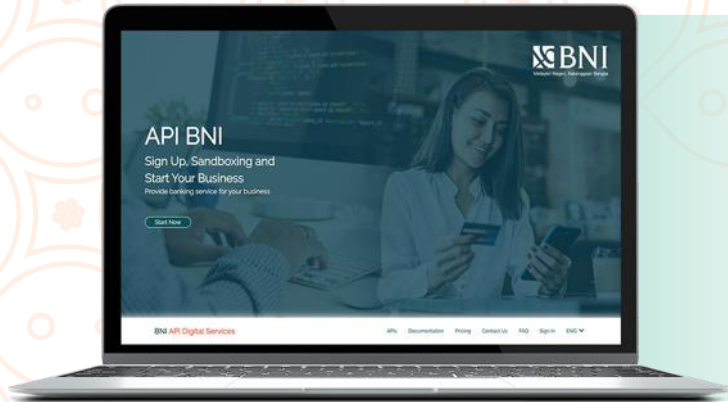 BNI
Melayani Negeri, Kebanggaan Bangsa
API BNI
Sign Up, Sandboxing and
Start Your Business
Provide banking service for your business
Start Now
BNI API Digital Services
APIs Documentation Pricing Contact Us FAQ Sign In ENG